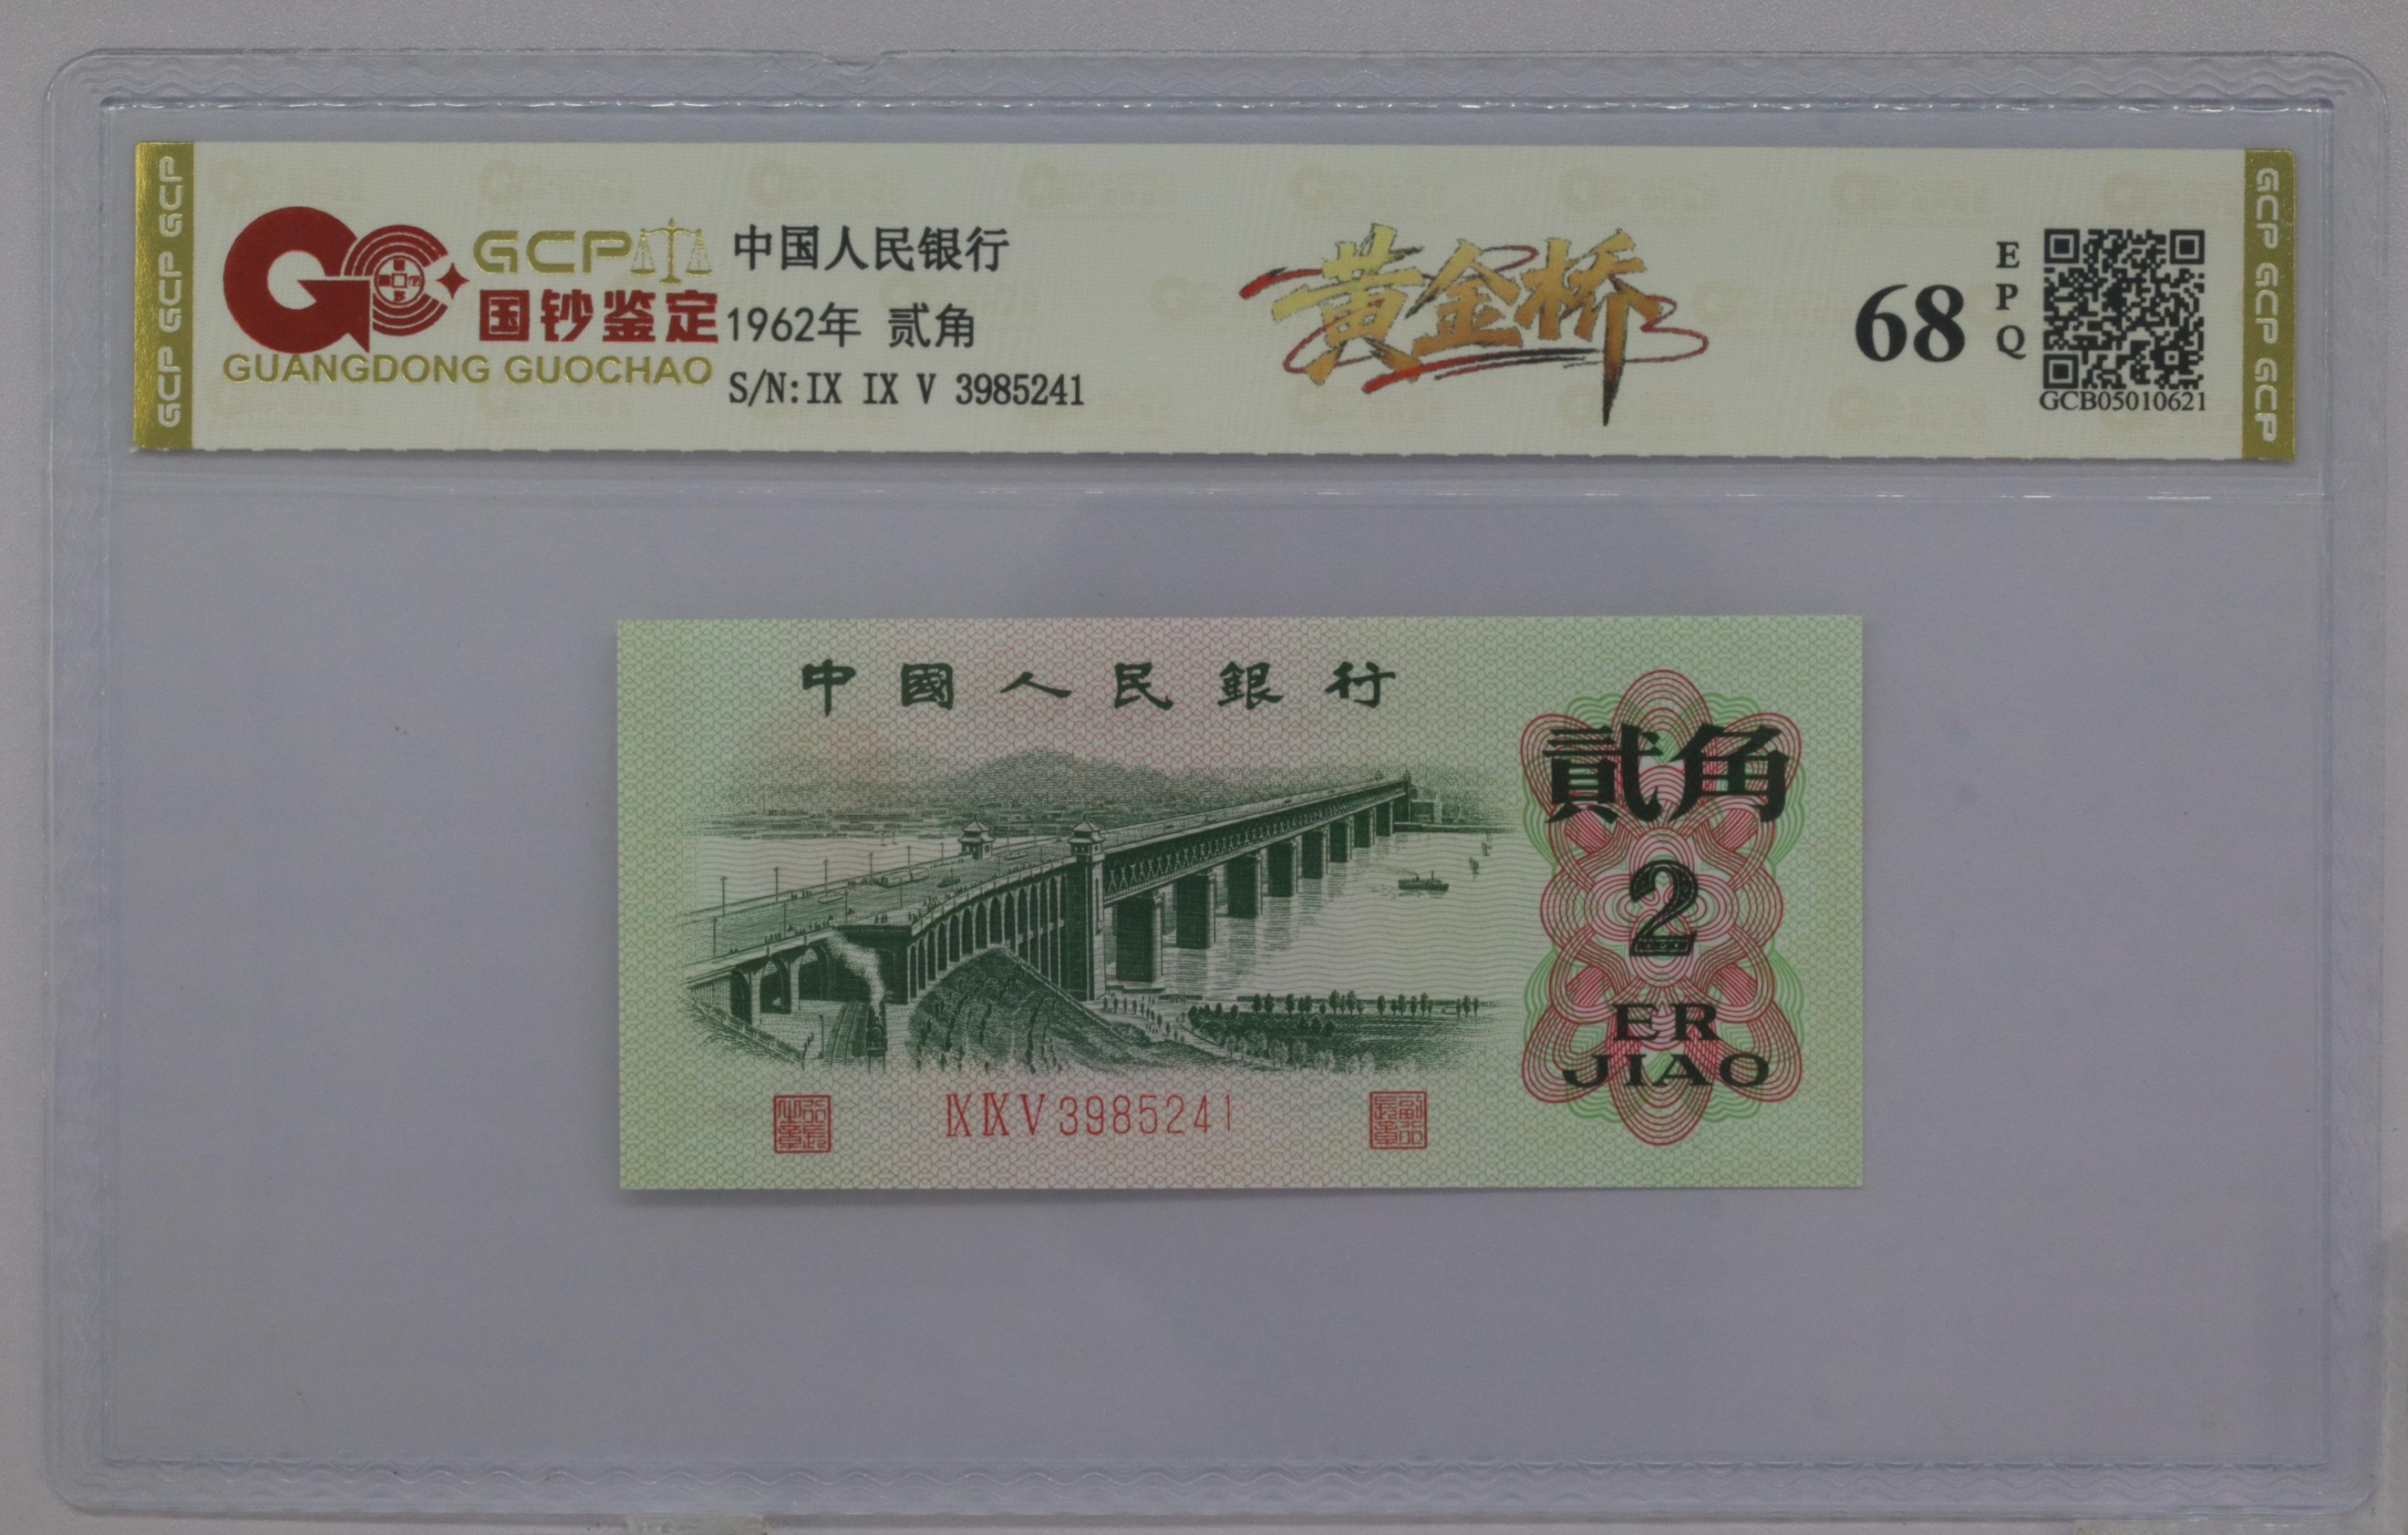 GCP GCP GCP
GCP
国钞鉴定
GUANGDONG GUOCHAO
中国人民银行
1962年 贰角
S/N:IX IX V 3985241
黄金桥
68
EPQ
GCB05010621
GCP GCP GCP
中國人民銀行
貳角
2
ER
JIAO
IX IX V 3985241